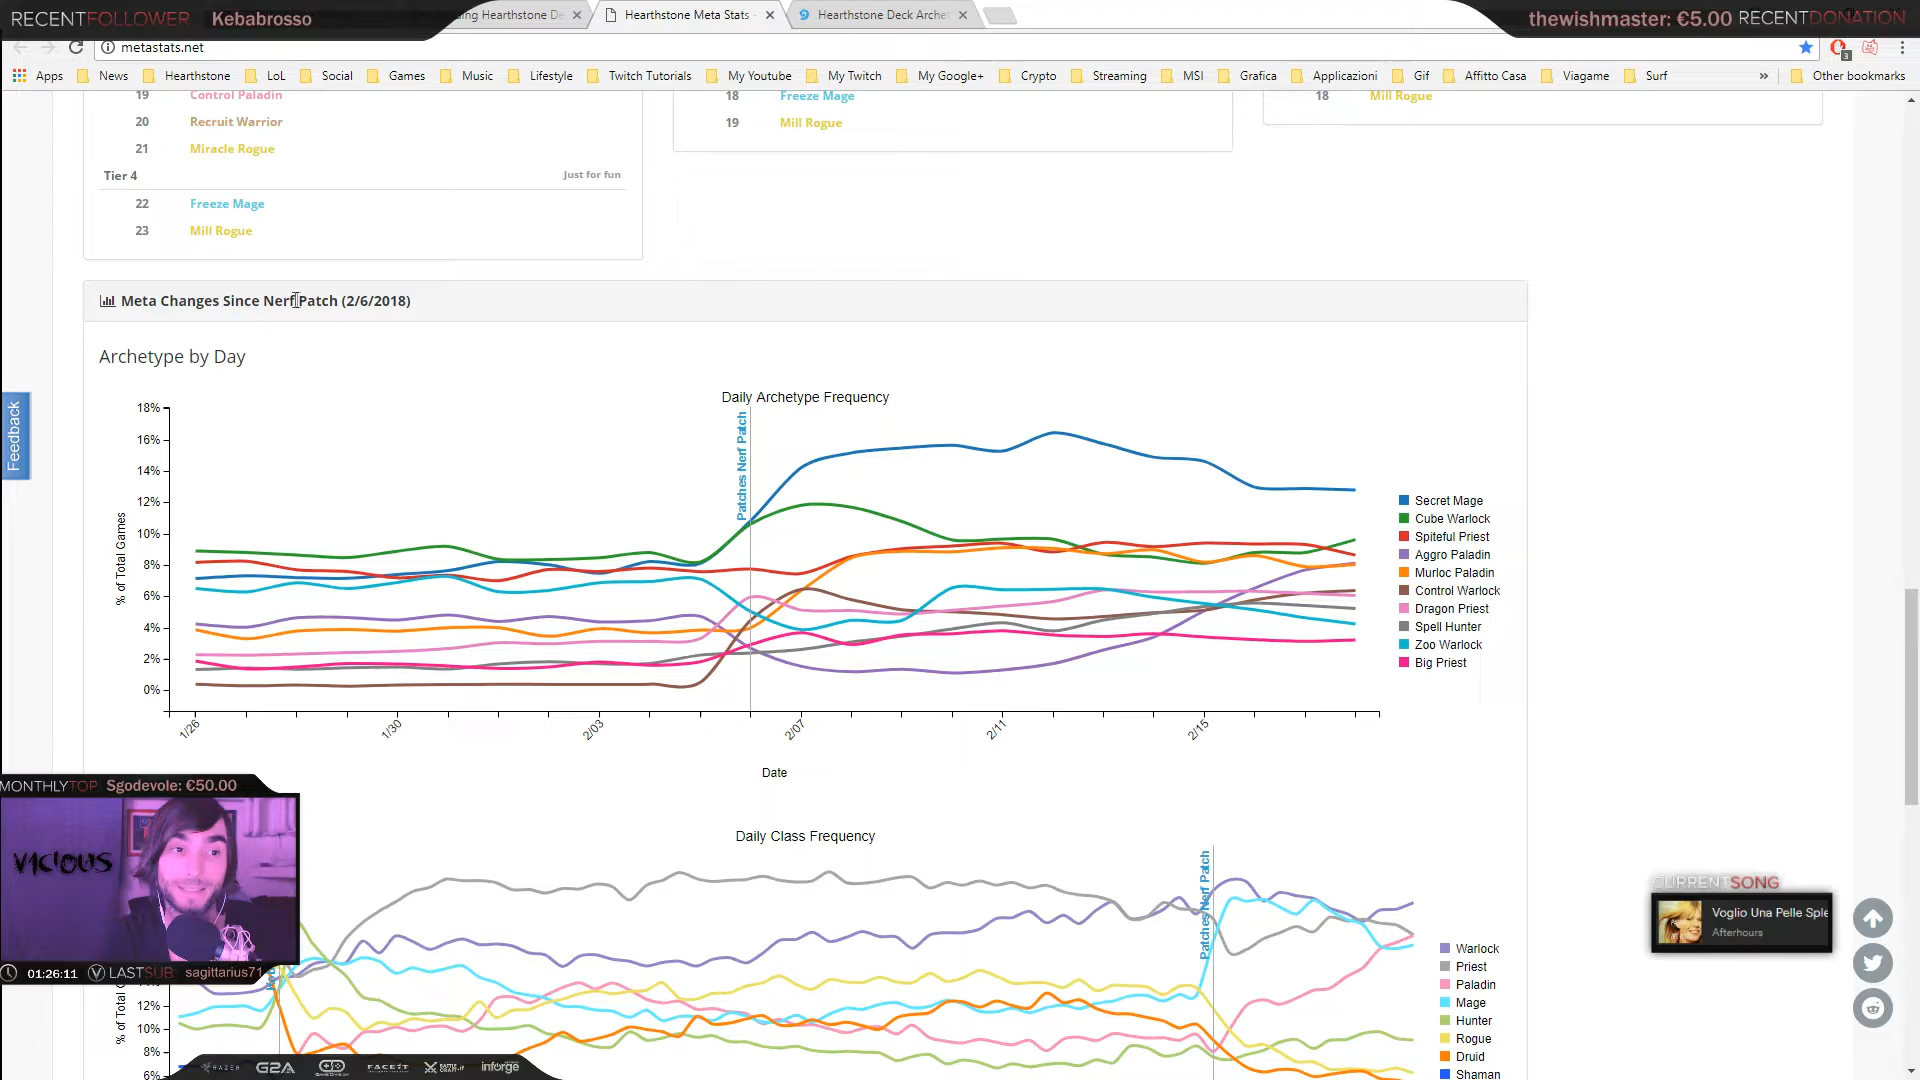 RECENTFOLLOWER Kebabrosso
Hearthstone Meta Stats
Hearthstone Deck Arche
thewishmaster: €5.00 RECENTDONATION
metastats.net
3
Apps News Hearthstone LoL Social Games Music Lifestyle Twitch Tutorials My Youtube My Twitch My Google+ Crypto Streaming MSI Grafica Applicazioni Gif Affitto Casa Viagame Surf » Other bookmarks
19 Control Paladin
20 Recruit Warrior
21 Miracle Rogue
Tier 4 Just for fun
22 Freeze Mage
23 Mill Rogue
18 Freeze Mage
19 Mill Rogue
18 Mill Rogue
Meta Changes Since Nerf Patch (2/6/2018)
Archetype by Day
Feedback
Daily Archetype Frequency
Patches Nerf Patch
% of Total Games
18%
16%
14%
12%
10%
8%
6%
4%
2%
0%
1/26
1/30
2/03
2/07
2/11
2/15
Date
Secret Mage
Cube Warlock
Spiteful Priest
Aggro Paladin
Murloc Paladin
Control Warlock
Dragon Priest
Spell Hunter
Zoo Warlock
Big Priest
Daily Class Frequency
Patches Nerf Patch
12%
10%
8%
6%
Warlock
Priest
Paladin
Mage
Hunter
Rogue
Druid
Shaman
MONTHLYTOP Sgodevole: €50.00
VICIOUS
01:26:11 LASTSUB sagittarius71
RAZER G2A FACEIT inforge
CURRENTSONG
Voglio Una Pelle Sple
Afterhours